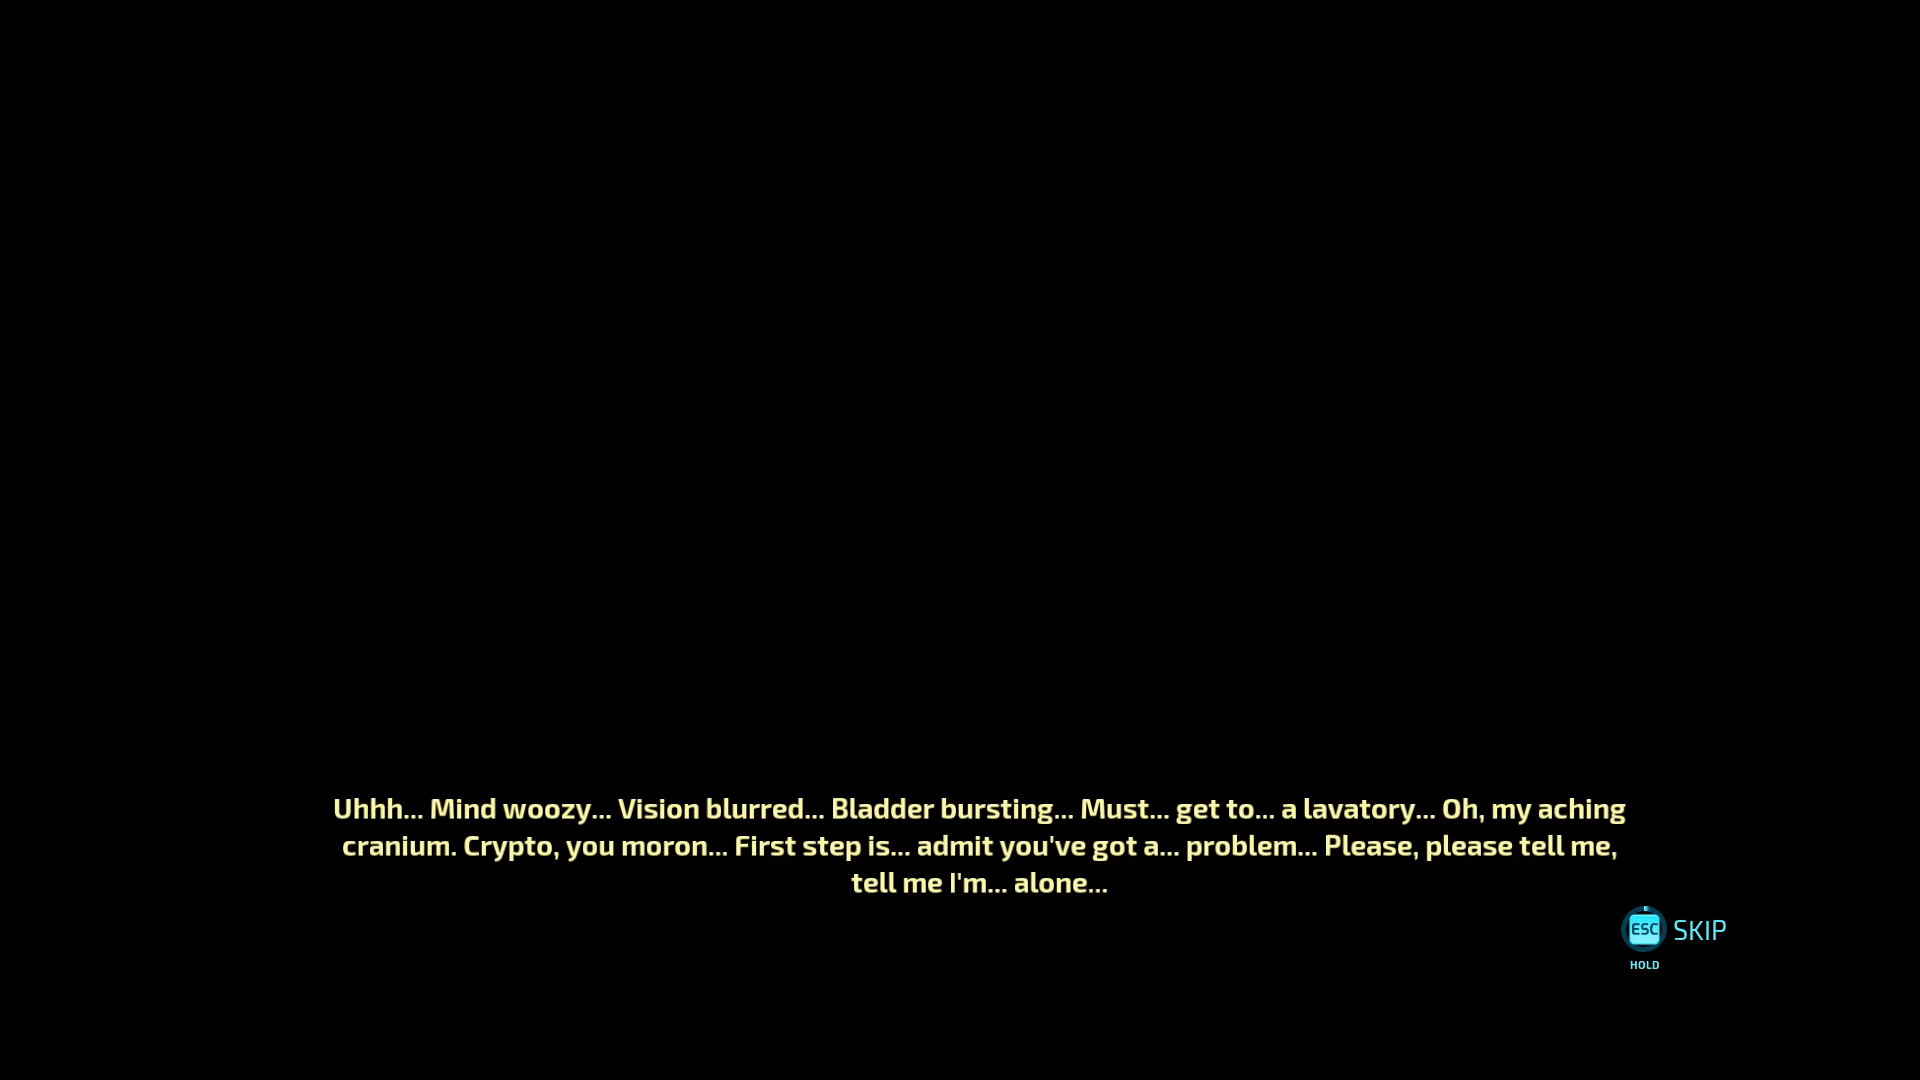 Uhhh... Mind woozy... Vision blurred... Bladder bursting... Must... get to... a lavatory... Oh, my aching
cranium. Crypto, you moron... First step is... admit you've got a... problem... Please, please tell me,
tell me I'm... alone...
ESC SKIP
HOLD